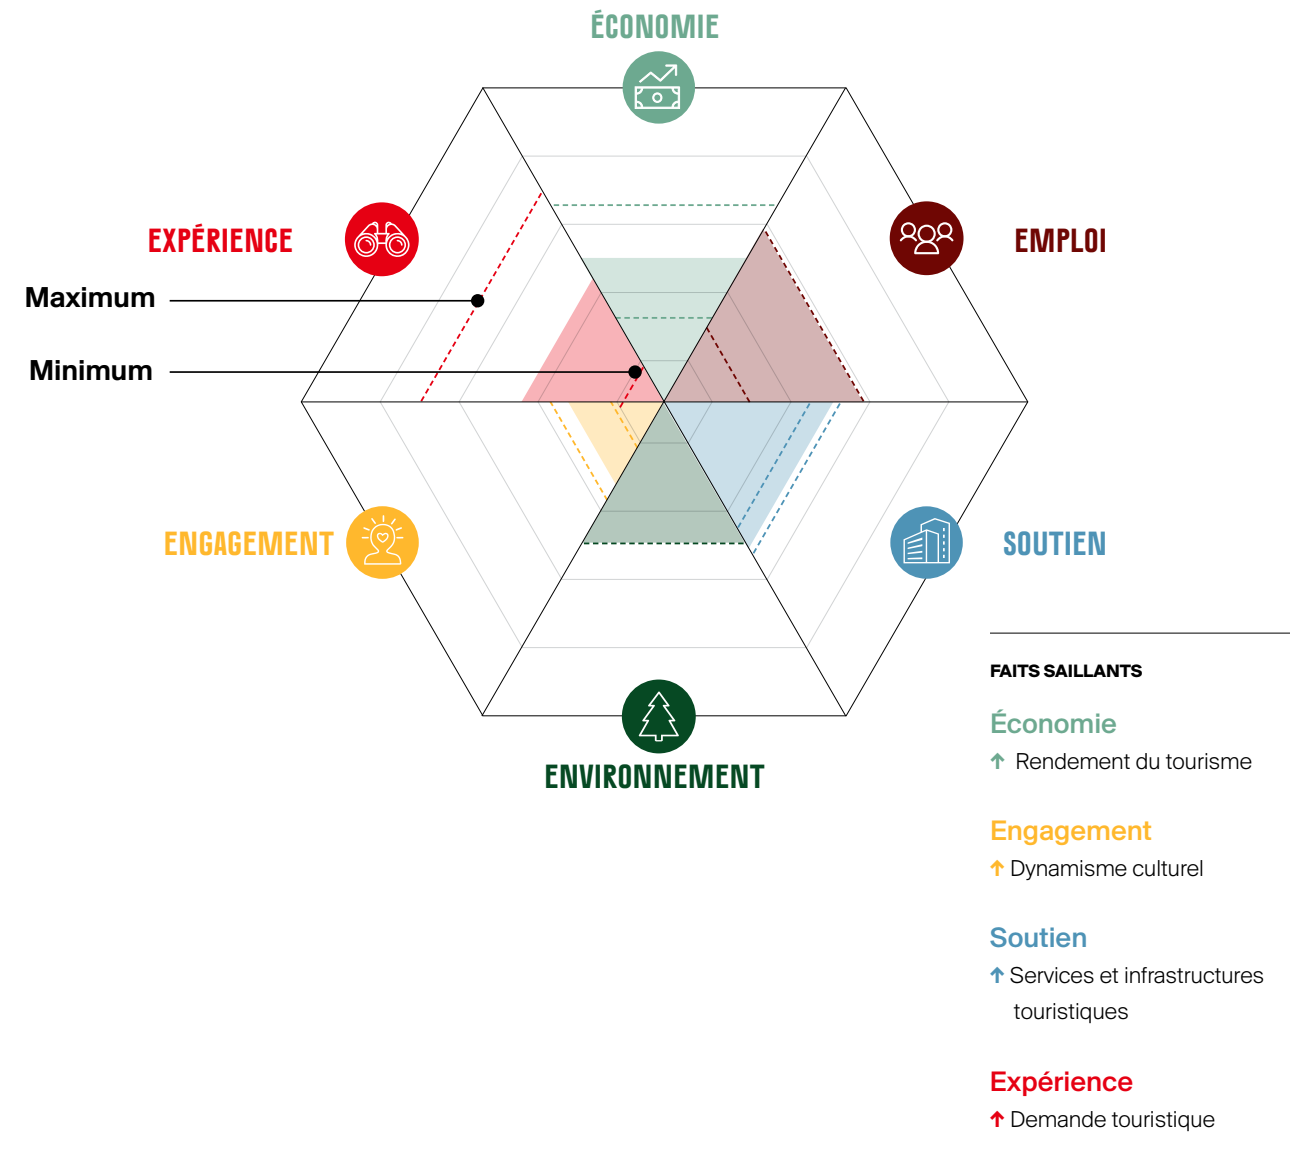 ÉCONOMIE
EXPÉRIENCE
EMPLOI
Maximum
Minimum
ENGAGEMENT
SOUTIEN
ENVIRONNEMENT
FAITS SAILLANTS
Économie
↑ Rendement du tourisme
Engagement
↑ Dynamisme culturel
Soutien
↑ Services et infrastructures
touristiques
Expérience
↑ Demande touristique